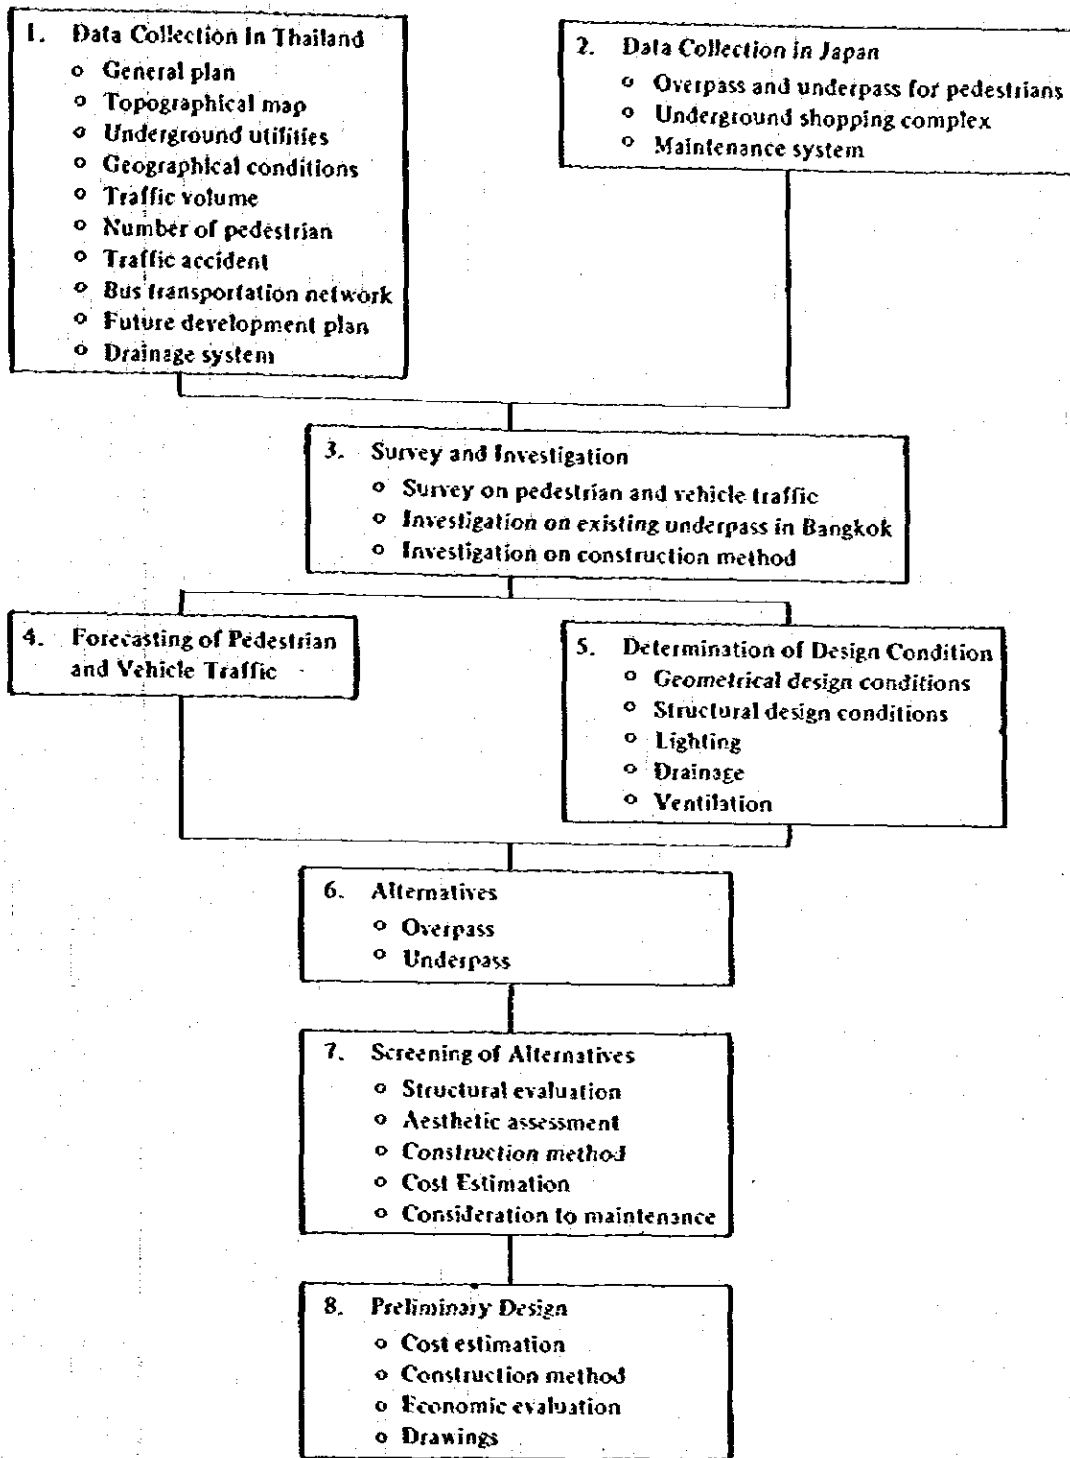 1. Data Collection in Thailand
o General plan
o Topographical map
o Underground utilities
o Geographical conditions
o Traffic volume
o Number of pedestrian
o Traffic accident
o Bus transportation network
o Future development plan
o Drainage system
2. Data Collection in Japan
o Overpass and underpass for pedestrians
o Underground shopping complex
o Maintenance system
3. Survey and Investigation
o Survey on pedestrian and vehicle traffic
o Investigation on existing underpass in Bangkok
o Investigation on construction method
4. Forecasting of Pedestrian
and Vehicle Traffic
5. Determination of Design Condition
o Geometrical design conditions
o Structural design conditions
o Lighting
o Drainage
o Ventilation
6. Alternatives
o Overpass
o Underpass
7. Screening of Alternatives
o Structural evaluation
o Aesthetic assessment
o Construction method
o Cost Estimation
o Consideration to maintenance
8. Preliminary Design
o Cost estimation
o Construction method
o Economic evaluation
o Drawings